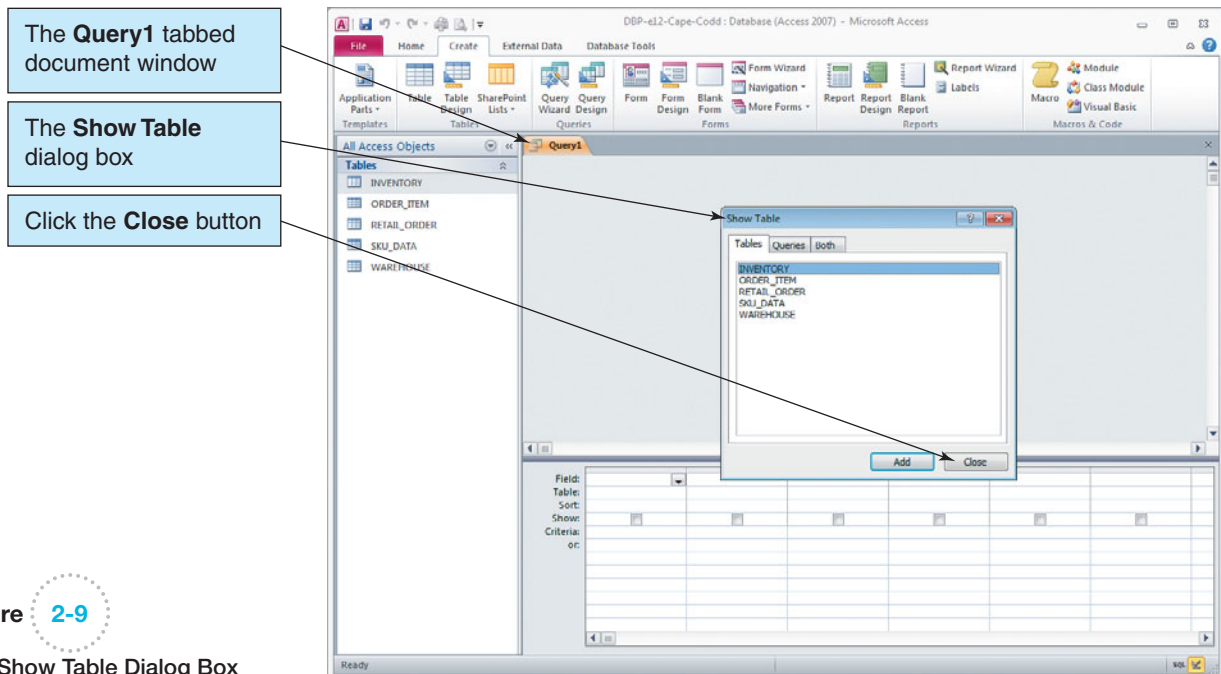 The Query1 tabbed
document window
The Show Table
dialog box
Click the Close button
DBP-e12-Cape-Codd : Database (Access 2007) - Microsoft Access
File Home Create External Data Database Tools
Application
Parts
Templates
Table
Table
Design
SharePoint
Lists
Tables
Query
Wizard
Query
Design
Queries
Form
Form
Design
Blank
Form
Form Wizard
Navigation
More Forms
Forms
Report
Report
Design
Blank
Report
Report Wizard
Labels
Reports
Macro
Module
Class Module
Visual Basic
Macros & Code
All Access Objects
Tables
INVENTORY
ORDER_ITEM
RETAIL_ORDER
SKU_DATA
WAREHOUSE
Query1
Show Table
Tables Queries Both
INVENTORY
ORDER_ITEM
RETAIL_ORDER
SKU_DATA
WAREHOUSE
Add Close
Field:
Table:
Sort:
Show:
Criteria:
or:
Ready
SQL
re 2-9
Show Table Dialog Box